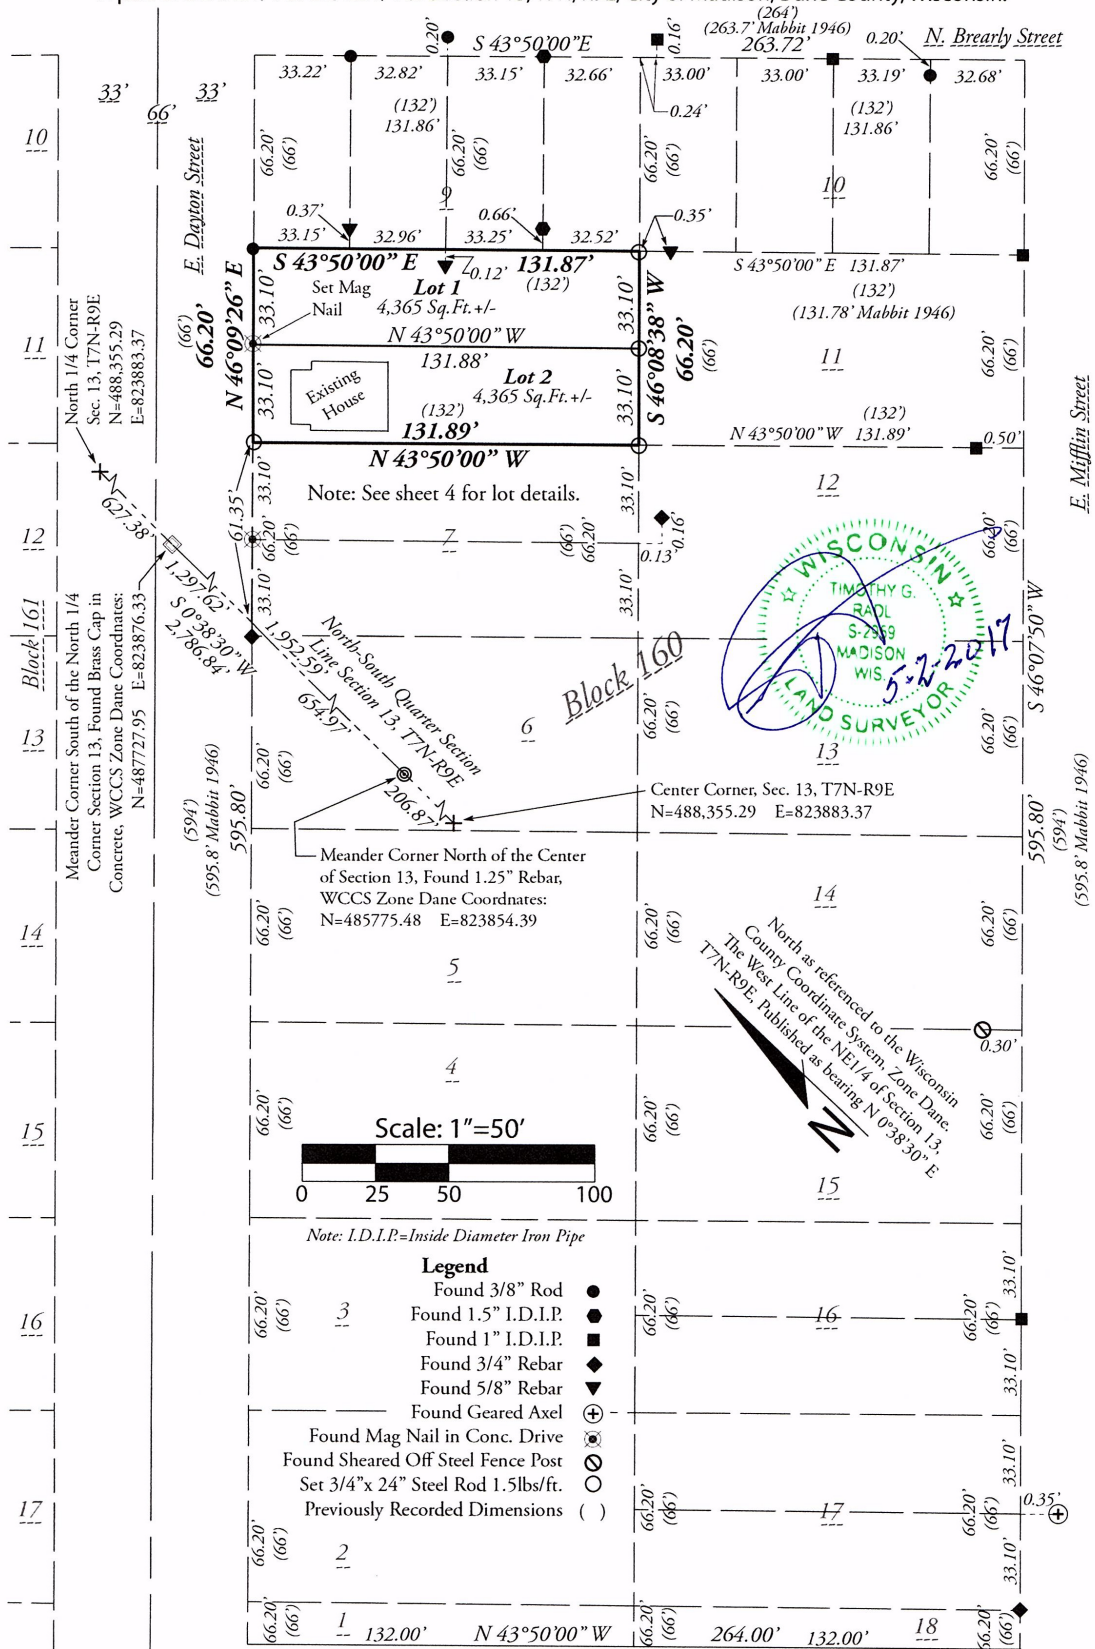 S 43°50'00"E
(264')
(263.7' Mabbit 1946)
263.72'
N. Brearly Street
0.20'
0.16'
0.20'
33.22'
32.82'
33.15'
32.66'
33.00'
33.00'
33.19'
32.68'
33'
33'
66'
0.24'
(132')
131.86'
(132')
131.86'
10
66.20'
(66')
66.20'
(66')
66.20'
(66')
66.20'
(66')
E. Dayton Street
9
10
0.37'
0.66'
0.35'
33.15'
32.96'
33.25'
32.52'
S 43°50'00" E
131.87'
0.12'
(132')
S 43°50'00" E 131.87'
(132')
(131.78' Mabbit 1946)
Set Mag
Nail
Lot 1
4,365 Sq.Ft.+/-
N 43°50'00" W
131.88'
Lot 2
4,365 Sq.Ft.+/-
Existing
House
(132')
131.89'
N 43°50'00" W
N 46°09'26" E
66.20'
(66')
33.10'
33.10'
33.10'
33.10'
S 46°08'38" W
66.20'
(66')
11
11
66.20'
(66')
(132')
N 43°50'00" W 131.89'
0.50'
E. Mifflin Street
North 1/4 Corner
Sec. 13, T7N-R9E
N=488,355.29
E=823883.37
Note: See sheet 4 for lot details.
33.10'
33.10'
12
12
61.35'
66.20'
(66')
7
(66')
66.20'
0.13'
0.16'
66.20'
(66')
33.10'
33.10'
627.38'
1,297.62'
S 0°38'30" W
2,786.84'
1,952.59'
654.97'
206.87'
North-South Quarter Section
Line Section 13, T7N-R9E
Block 161
Block 160
WISCONSIN
TIMOTHY G.
RADL
S-2959
MADISON
WIS.
LAND SURVEYOR
5-2-2017
S 46°07'50" W
13
6
13
66.20'
(66')
66.20'
(66')
66.20'
(66')
Meander Corner South of the North 1/4
Corner Section 13, Found Brass Cap in
Concrete, WCCS Zone Dane Coordnates:
N=487727.95 E=823876.33
(594')
(595.8' Mabbit 1946)
595.80'
Center Corner, Sec. 13, T7N-R9E
N=488,355.29 E=823883.37
595.80'
(594')
(595.8' Mabbit 1946)
Meander Corner North of the Center
of Section 13, Found 1.25" Rebar,
WCCS Zone Dane Coordnates:
N=485775.48 E=823854.39
14
14
66.20'
(66')
66.20'
(66')
66.20'
(66')
5
North as referenced to the Wisconsin
County Coordinate System, Zone Dane.
The West Line of the NE1/4 of Section 13,
T7N-R9E, Published as bearing N 0°38'30" E
N
0.30'
4
15
15
66.20'
(66')
66.20'
(66')
66.20'
(66')
Scale: 1"=50'
0 25 50 100
Note: I.D.I.P.=Inside Diameter Iron Pipe
Legend
Found 3/8" Rod
Found 1.5" I.D.I.P.
Found 1" I.D.I.P.
Found 3/4" Rebar
Found 5/8" Rebar
Found Geared Axel
Found Mag Nail in Conc. Drive
Found Sheared Off Steel Fence Post
Set 3/4"x 24" Steel Rod 1.5lbs/ft.
Previously Recorded Dimensions ( )
16
66.20'
(66')
3
66.20'
(66')
16
66.20'
(66')
33.10'
33.10'
17
66.20'
(66')
17
66.20'
(66')
33.10'
0.35'
33.10'
66.20'
(66')
2
66.20'
(66')
1
132.00'
N 43°50'00" W
66.20'
(66')
264.00'
132.00'
18
66.20'
(66')